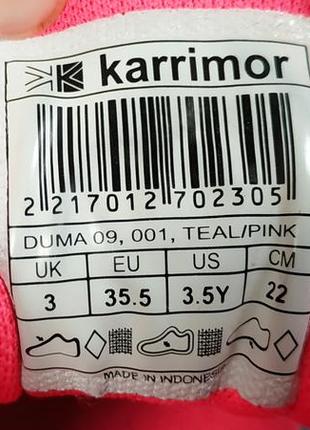 karrimor
2 217012 702305
DUMA 09, 001, TEAL/PINK
UK EU US CM
3 35.5 3.5Y 22
MADE IN INDONESIA